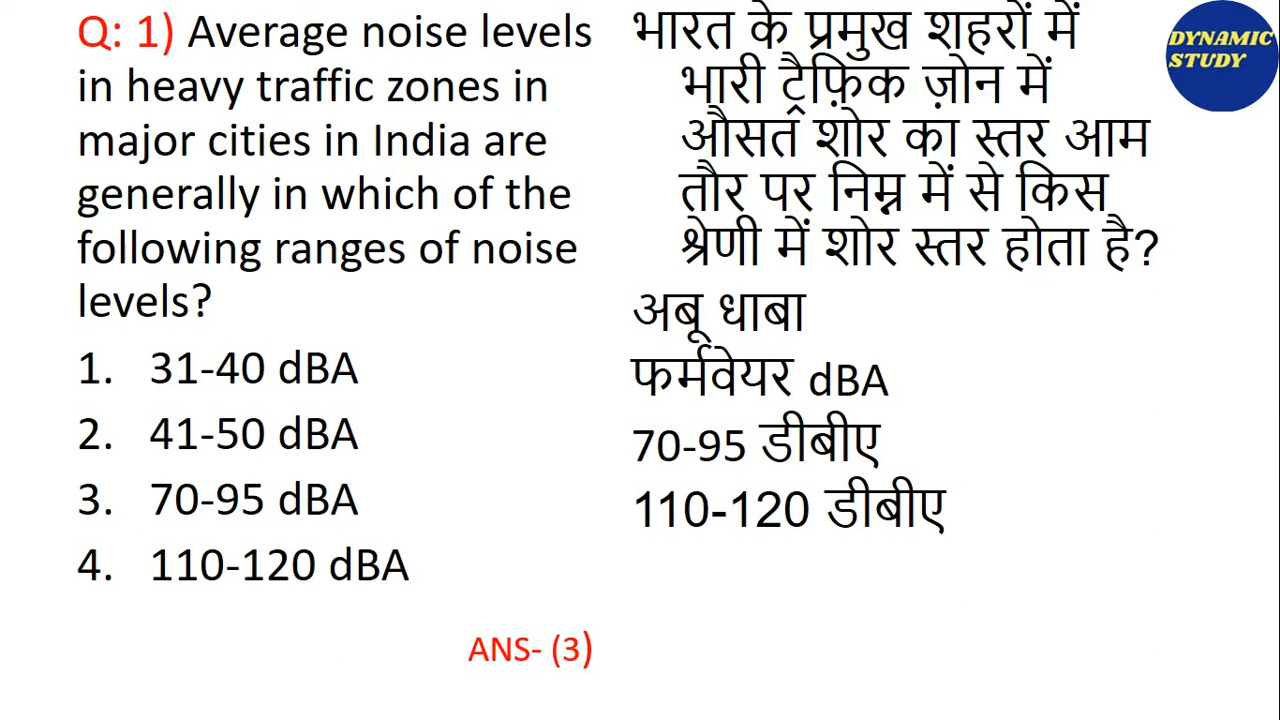 Q: 1) Average noise levels
in heavy traffic zones in
major cities in India are
generally in which of the
following ranges of noise
levels?
1. 31-40 dBA
2. 41-50 dBA
3. 70-95 dBA
4. 110-120 dBA
ANS- (3)
भारत के प्रमुख शहरों में
भारी ट्रैफ़िक ज़ोन में
औसत शोर का स्तर आम
तौर पर निम्न में से किस
श्रेणी में शोर स्तर होता है?
अबू धाबा
फर्मवेयर dBA
70-95 डीबीए
110-120 डीबीए
DYNAMIC
STUDY